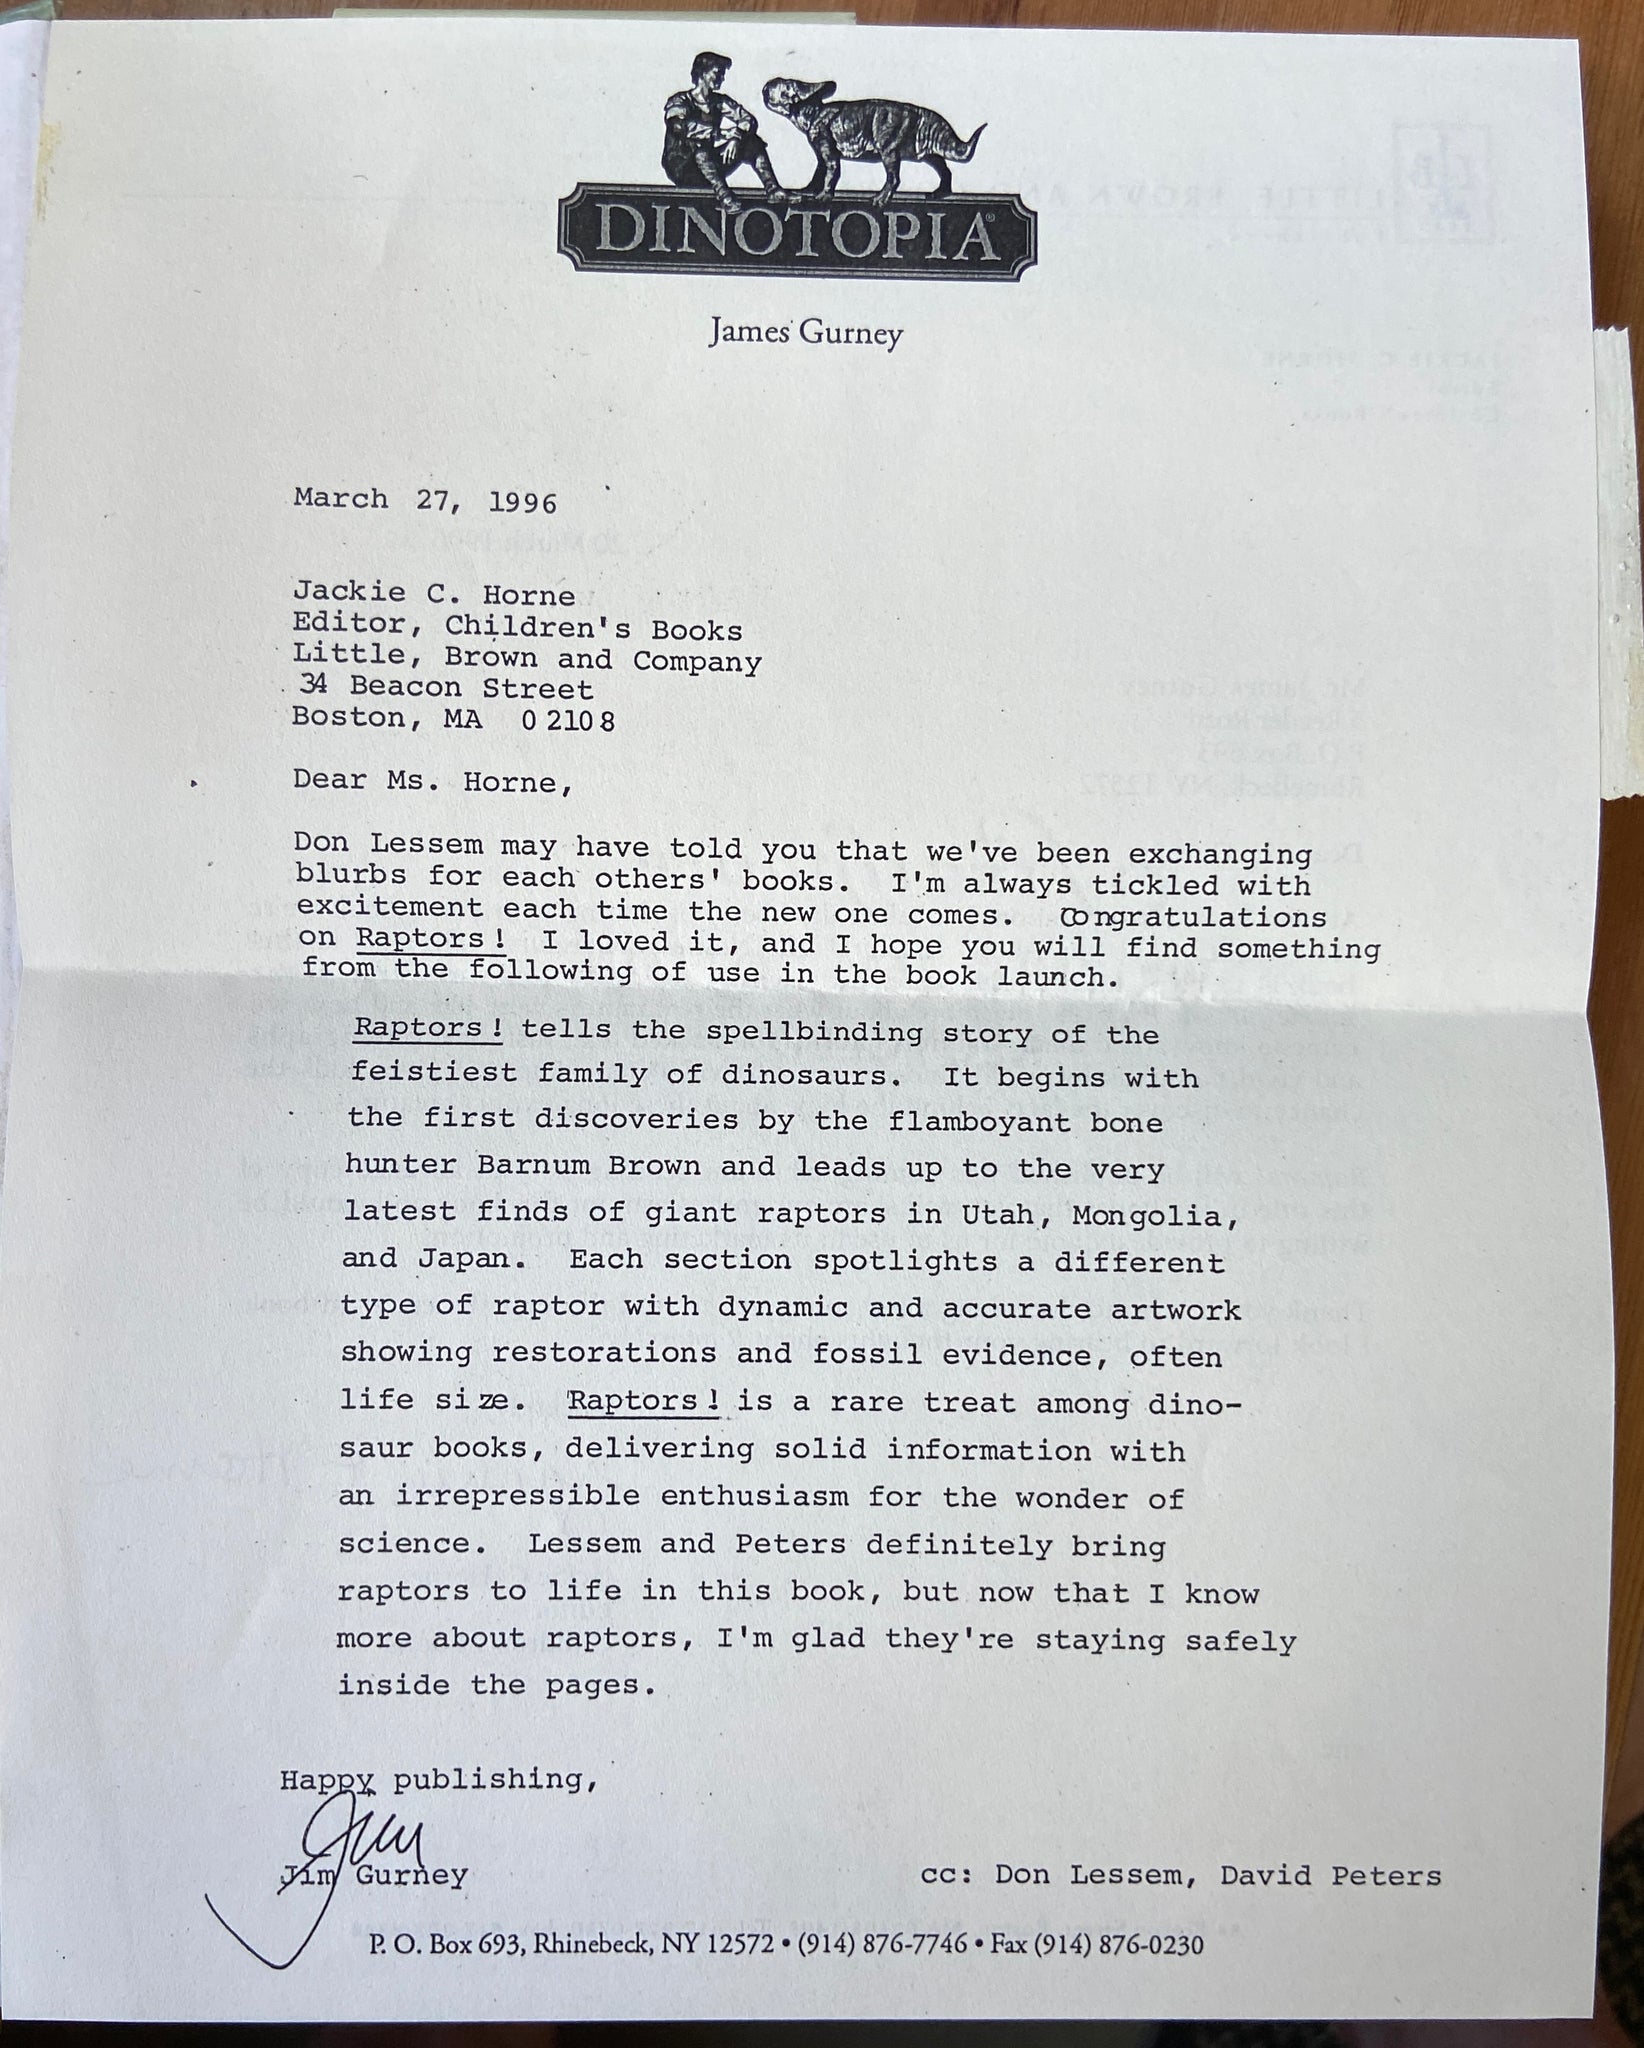 DINOTOPIA®
James Gurney
March 27, 1996
Jackie C. Horne
Editor, Children's Books
Little, Brown and Company
34 Beacon Street
Boston, MA 02108
Dear Ms. Horne,
Don Lessem may have told you that we've been exchanging
blurbs for each others' books. I'm always tickled with
excitement each time the new one comes. Congratulations
on Raptors! I loved it, and I hope you will find something
from the following of use in the book launch.
Raptors! tells the spellbinding story of the
feistiest family of dinosaurs. It begins with
the first discoveries by the flamboyant bone
hunter Barnum Brown and leads up to the very
latest finds of giant raptors in Utah, Mongolia,
and Japan. Each section spotlights a different
type of raptor with dynamic and accurate artwork
showing restorations and fossil evidence, often
life size. Raptors! is a rare treat among dino-
saur books, delivering solid information with
an irrepressible enthusiasm for the wonder of
science. Lessem and Peters definitely bring
raptors to life in this book, but now that I know
more about raptors, I'm glad they're staying safely
inside the pages.
Happy publishing,
Jim
Jim Gurney
cc: Don Lessem, David Peters
P. O. Box 693, Rhinebeck, NY 12572 • (914) 876-7746 • Fax (914) 876-0230